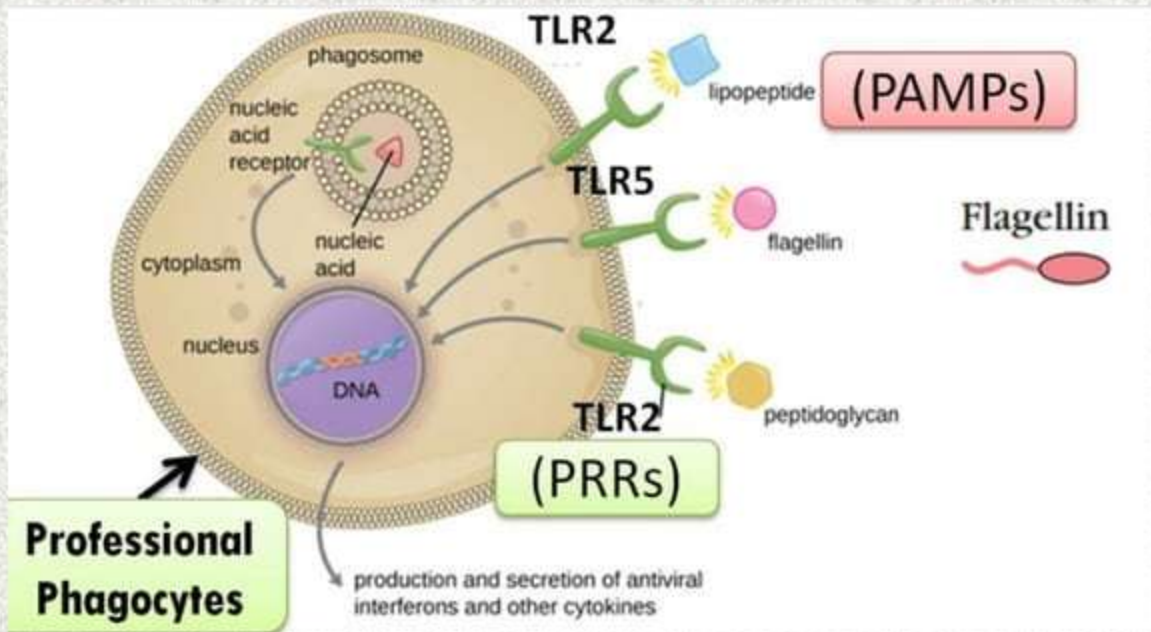 TLR2
phagosome
lipopeptide
(PAMPs)
nucleic
acid
receptor
TLR5
Flagellin
flagellin
nucleic
acid
cytoplasm
nucleus
DNA
TLR2
peptidoglycan
(PRRs)
Professional
Phagocytes
production and secretion of antiviral
interferons and other cytokines